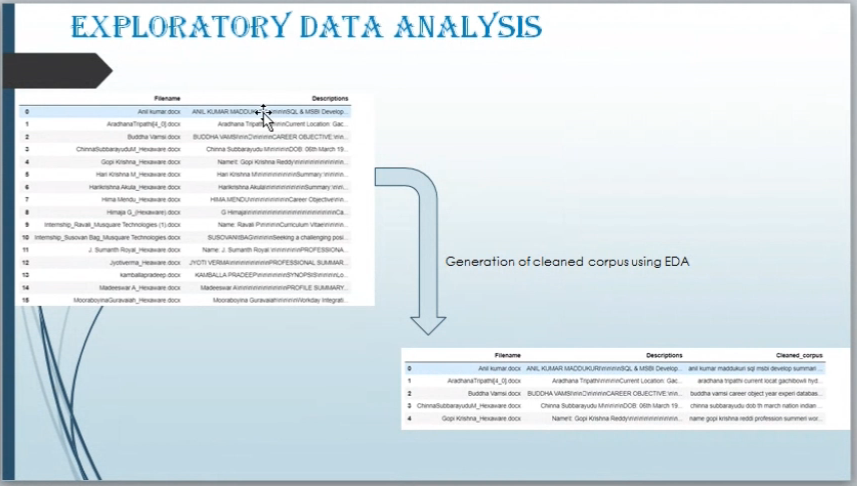 EXPLORATORY DATA ANALYSIS
Filename Descriptions
0 Anil kumar.docx ANIL KUMAR MADDUKURI\n\n\n\nSQL & MSBI Develop...
1 AradhanaTripathi[4_0].docx Aradhana Tripathi\n\n\nCurrent Location: Gac...
2 Buddha Vamsi.docx BUDDHA VAMSI\n\n\n\n\nCAREER OBJECTIVE:\n\n...
3 ChinnaSubbarayuduM_Hexaware.docx Chinna Subbarayudu M\n\n\n\nDOB: 06th March 19...
4 Gopi Krishna_Hexaware.docx Name\t: Gopi Krishna Reddy\n\n\n\n\n\n\n\n...
5 Hari Krishna M_Hexaware.docx Hari Krishna M\n\n\n\n\n\n\nSummary:\n\n...
6 Harikrishna Akula_Hexaware.docx Harikrishna Akula\n\n\n\n\n\n\nSummary:\n\n...
7 Hima Mendu_Hexaware.docx HIMA MENDU\n\n\n\n\nCareer Objective\n\n...
8 Himaja G_(Hexaware).docx G Himaja\n\n\n\n\n\n\n\n\n\nCa...
9 Internship_Ravali_Musquare Technologies (1).docx Name: Ravali P\n\n\nCurriculum Vitae\n\n\n...
10 Internship_Susovan Bag_Musquare Technologies.docx SUSOVAN\tBAG\n\n\n\nSeeking a challenging posi...
11 J. Sumanth Royal_Hexaware.docx Name: J. Sumanth Royal \n\n\n\nPROFESSIONA...
12 Jyotiverma_Hexaware.docx JYOTI VERMA\n\n\n\n\nPROFESSIONAL SUMMAR...
13 kamballapradeep.docx KAMBALLA PRADEEP\n\n\n\nSYNOPSIS\n\n\nLo...
14 Madeeswar A_Hexaware.docx Madeeswar A\n\n\n\n\n\n\nPROFILE SUMMARY...
15 MooraboyinaGuravaiah_Hexaware.docx Mooraboyina Guravaiah\n\n\n\nWorkday Integrati...
Generation of cleaned corpus using EDA
Filename Descriptions Cleaned_corpus
0 Anil kumar.docx ANIL KUMAR MADDUKURI\n\n\n\nSQL & MSBI Develop... anil kumar maddukuri sql msbi develop summari ...
1 AradhanaTripathi[4_0].docx Aradhana Tripathi\n\n\nCurrent Location: Gac... aradhana tripathi current locat gachibowli hyd...
2 Buddha Vamsi.docx BUDDHA VAMSI\n\n\n\n\nCAREER OBJECTIVE:\n\n... buddha vamsi career object year experi databas...
3 ChinnaSubbarayuduM_Hexaware.docx Chinna Subbarayudu M\n\n\n\nDOB: 06th March 19... chinna subbarayudu dob th march nation indian ...
4 Gopi Krishna_Hexaware.docx Name\t: Gopi Krishna Reddy\n\n\n\n\n\n\n\n... name gopi krishna reddi profession summeri wor...